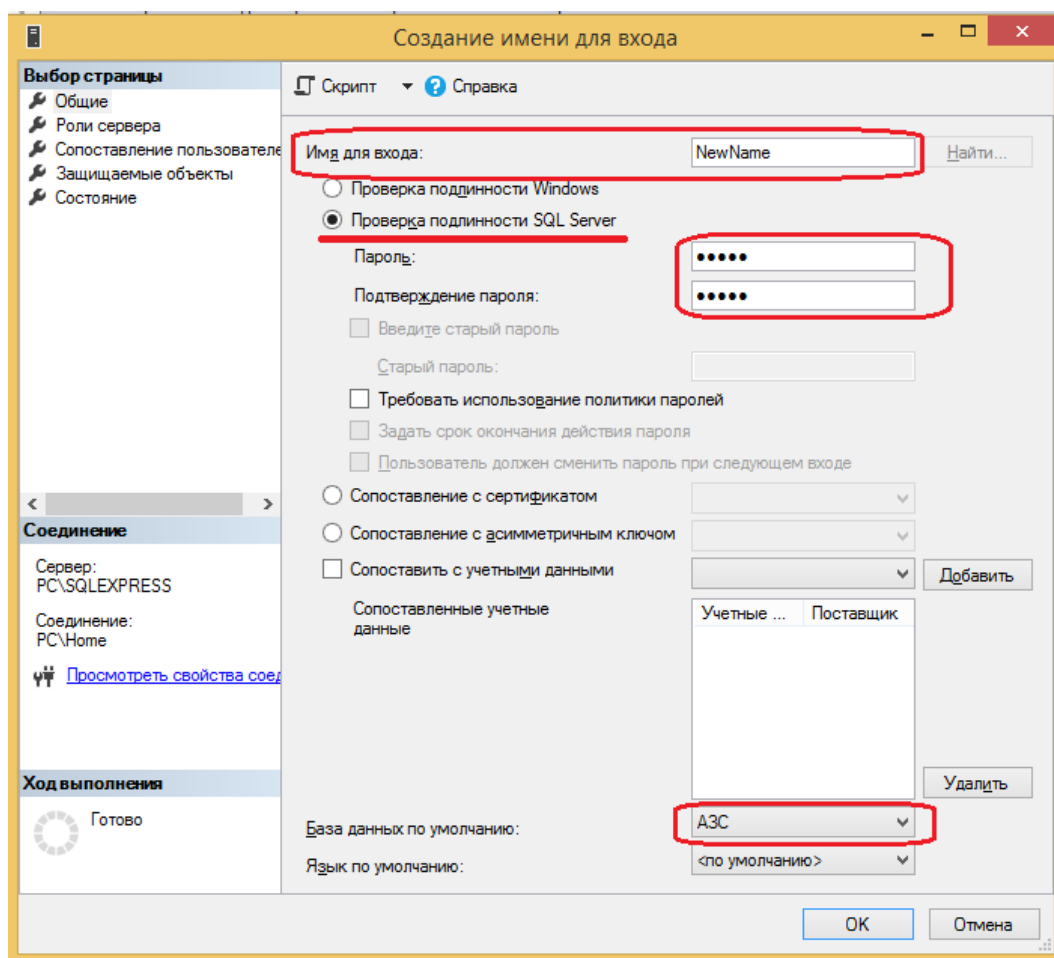 Создание имени для входа
Выбор страницы
Общие
Роли сервера
Сопоставление пользователе
Защищаемые объекты
Состояние
Скрипт
Справка
Имя для входа:
NewName
Найти...
Проверка подлинности Windows
Проверка подлинности SQL Server
Пароль:
•••••
Подтверждение пароля:
•••••
Введите старый пароль
Старый пароль:
Требовать использование политики паролей
Задать срок окончания действия пароля
Пользователь должен сменить пароль при следующем входе
Сопоставление с сертификатом
Сопоставление с асимметричным ключом
Сопоставить с учетными данными
Добавить
Сопоставленные учетные
данные
Учетные ... Поставщик
Удалить
База данных по умолчанию:
АЗС
Язык по умолчанию:
<по умолчанию>
Соединение
Сервер:
PC\SQLEXPRESS
Соединение:
PC\Home
Просмотреть свойства соед
Ход выполнения
Готово
OK
Отмена